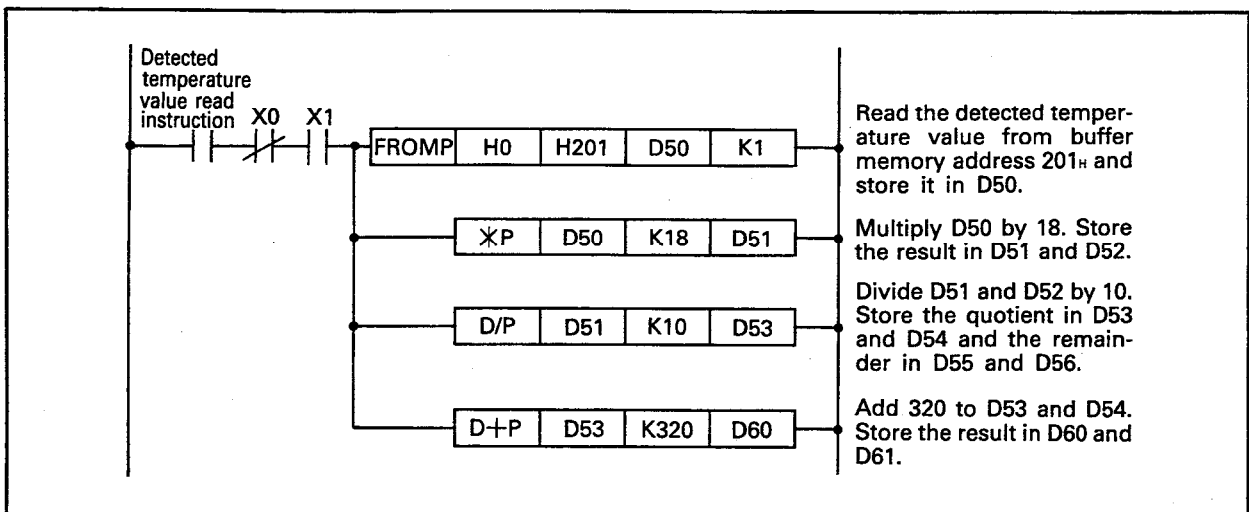 Detected
temperature
value read
instruction X0 X1
FROMP H0 H201 D50 K1
Read the detected temper-
ature value from buffer
memory address 201H and
store it in D50.
*P D50 K18 D51
Multiply D50 by 18. Store
the result in D51 and D52.
D/P D51 K10 D53
Divide D51 and D52 by 10.
Store the quotient in D53
and D54 and the remain-
der in D55 and D56.
D+P D53 K320 D60
Add 320 to D53 and D54.
Store the result in D60 and
D61.